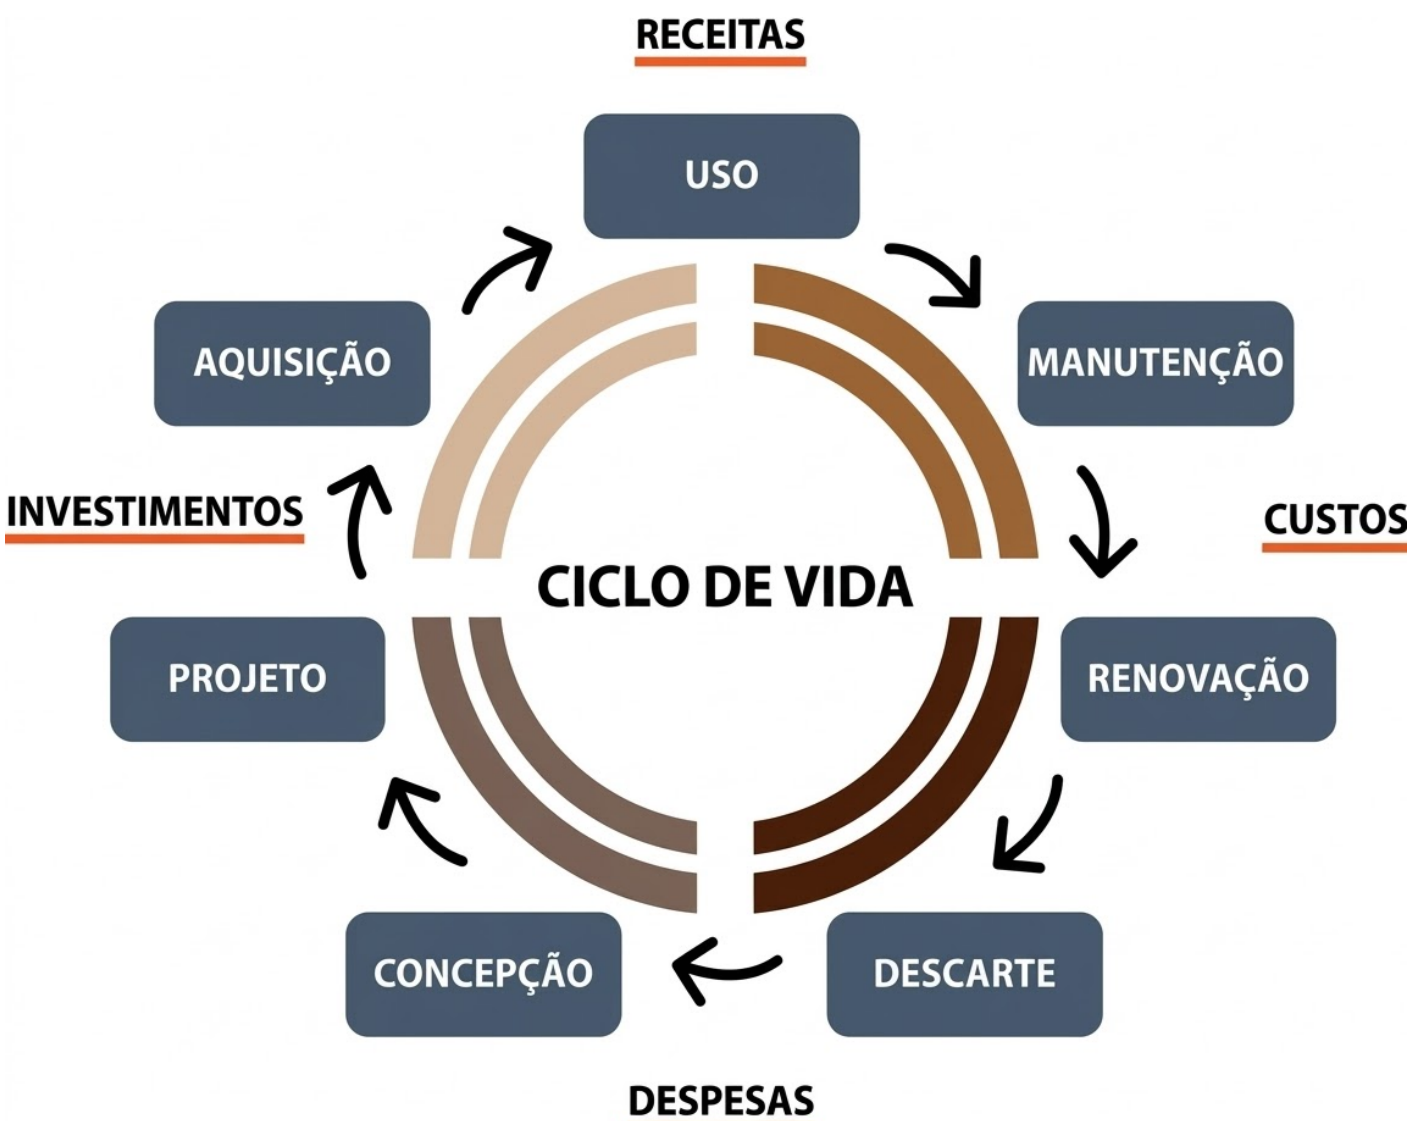 RECEITAS
USO
AQUISIÇÃO
MANUTENÇÃO
INVESTIMENTOS
CUSTOS
CICLO DE VIDA
PROJETO
RENOVAÇÃO
CONCEPÇÃO
DESCARTE
DESPESAS